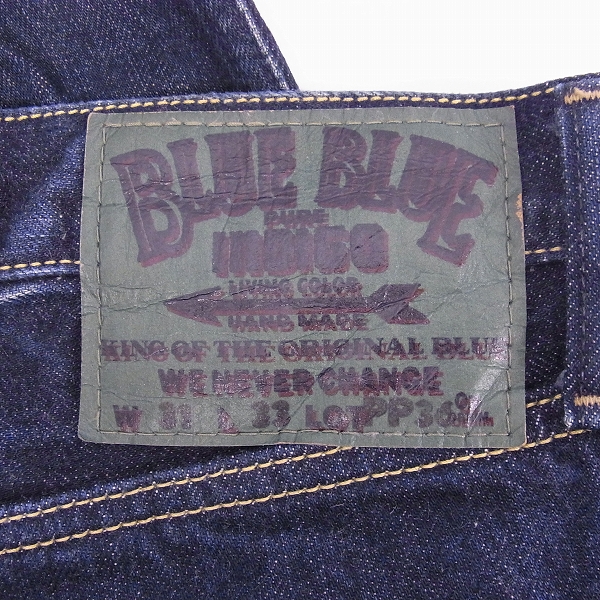 BLUE BLUE
PURE
INDIGO
LIVING COLOR
HAND MADE
KING OF THE ORIGINAL BLUE
WE NEVER CHANGE
W 31 L 33 LOT PP36